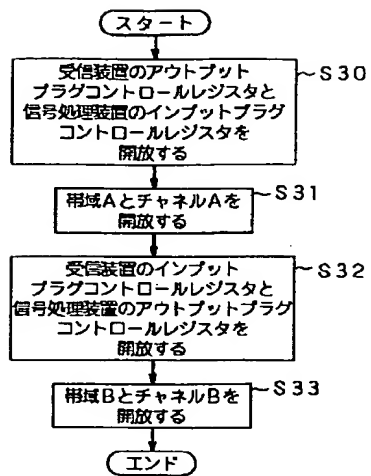 スタート
受信装置のアウトプット
プラグコントロールレジスタと
信号処理装置のインプットプラグ
コントロールレジスタを
開放する
S30
帯域AとチャネルAを
開放する
S31
受信装置のインプット
プラグコントロールレジスタと
信号処理装置のアウトプットプラグ
コントロールレジスタを
開放する
S32
帯域BとチャネルBを
開放する
S33
エンド